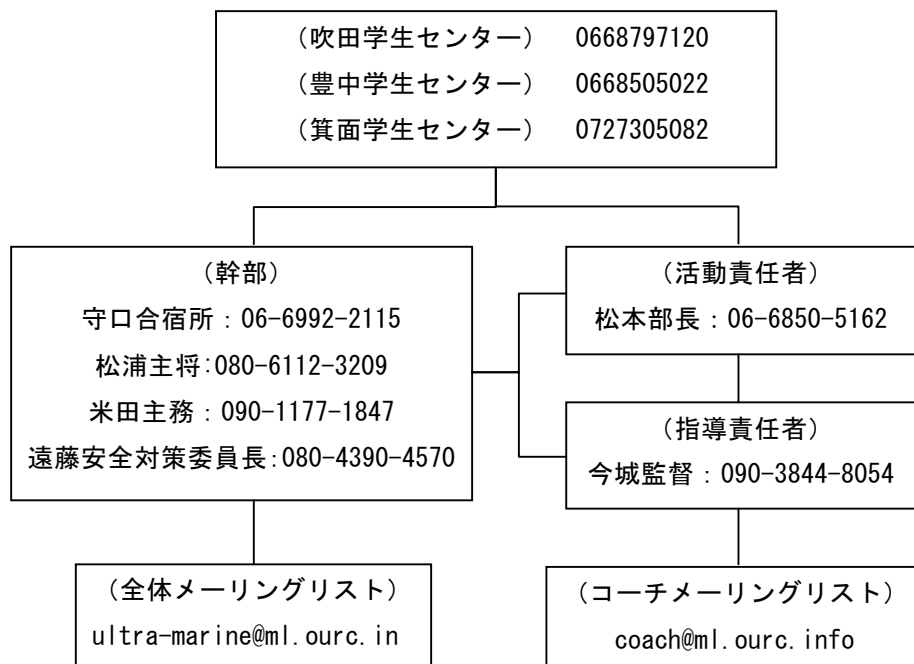 （吹田学生センター） 0668797120
（豊中学生センター） 0668505022
（箕面学生センター） 0727305082
（幹部）
守口合宿所：06-6992-2115
松浦主将:080-6112-3209
米田主務：090-1177-1847
遠藤安全対策委員長:080-4390-4570
（活動責任者）
松本部長：06-6850-5162
（指導責任者）
今城監督：090-3844-8054
（全体メーリングリスト）
ultra-marine@ml.ourc.in
（コーチメーリングリスト）
coach@ml.ourc.info